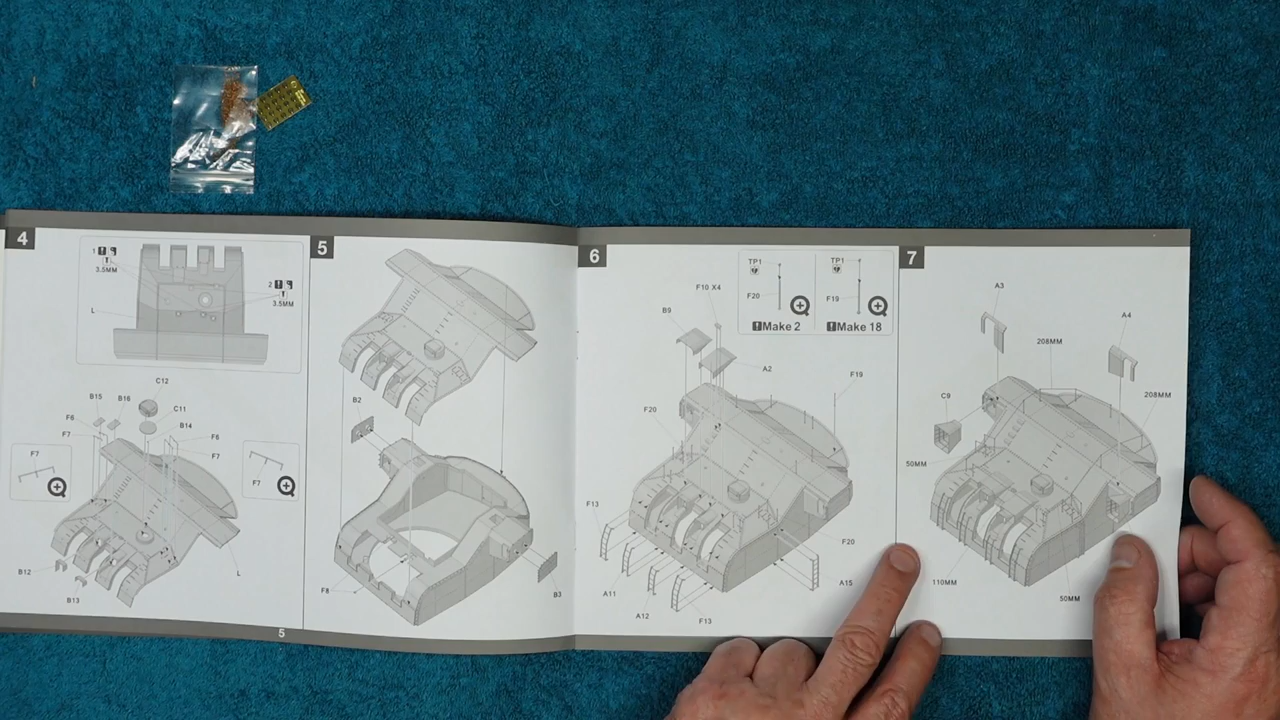 4
1
3.5MM
2
3.5MM
L
C12
B15
B16
C11
B14
F6
F7
F6
F7
F7
F7
B12
B13
L
5
5
B2
F8
B3
6
TP1
F20
Make 2
TP1
F19
Make 18
F10 X4
B9
A2
F19
F20
F13
F20
A11
A12
F13
A15
7
A3
A4
208MM
208MM
C9
50MM
110MM
50MM